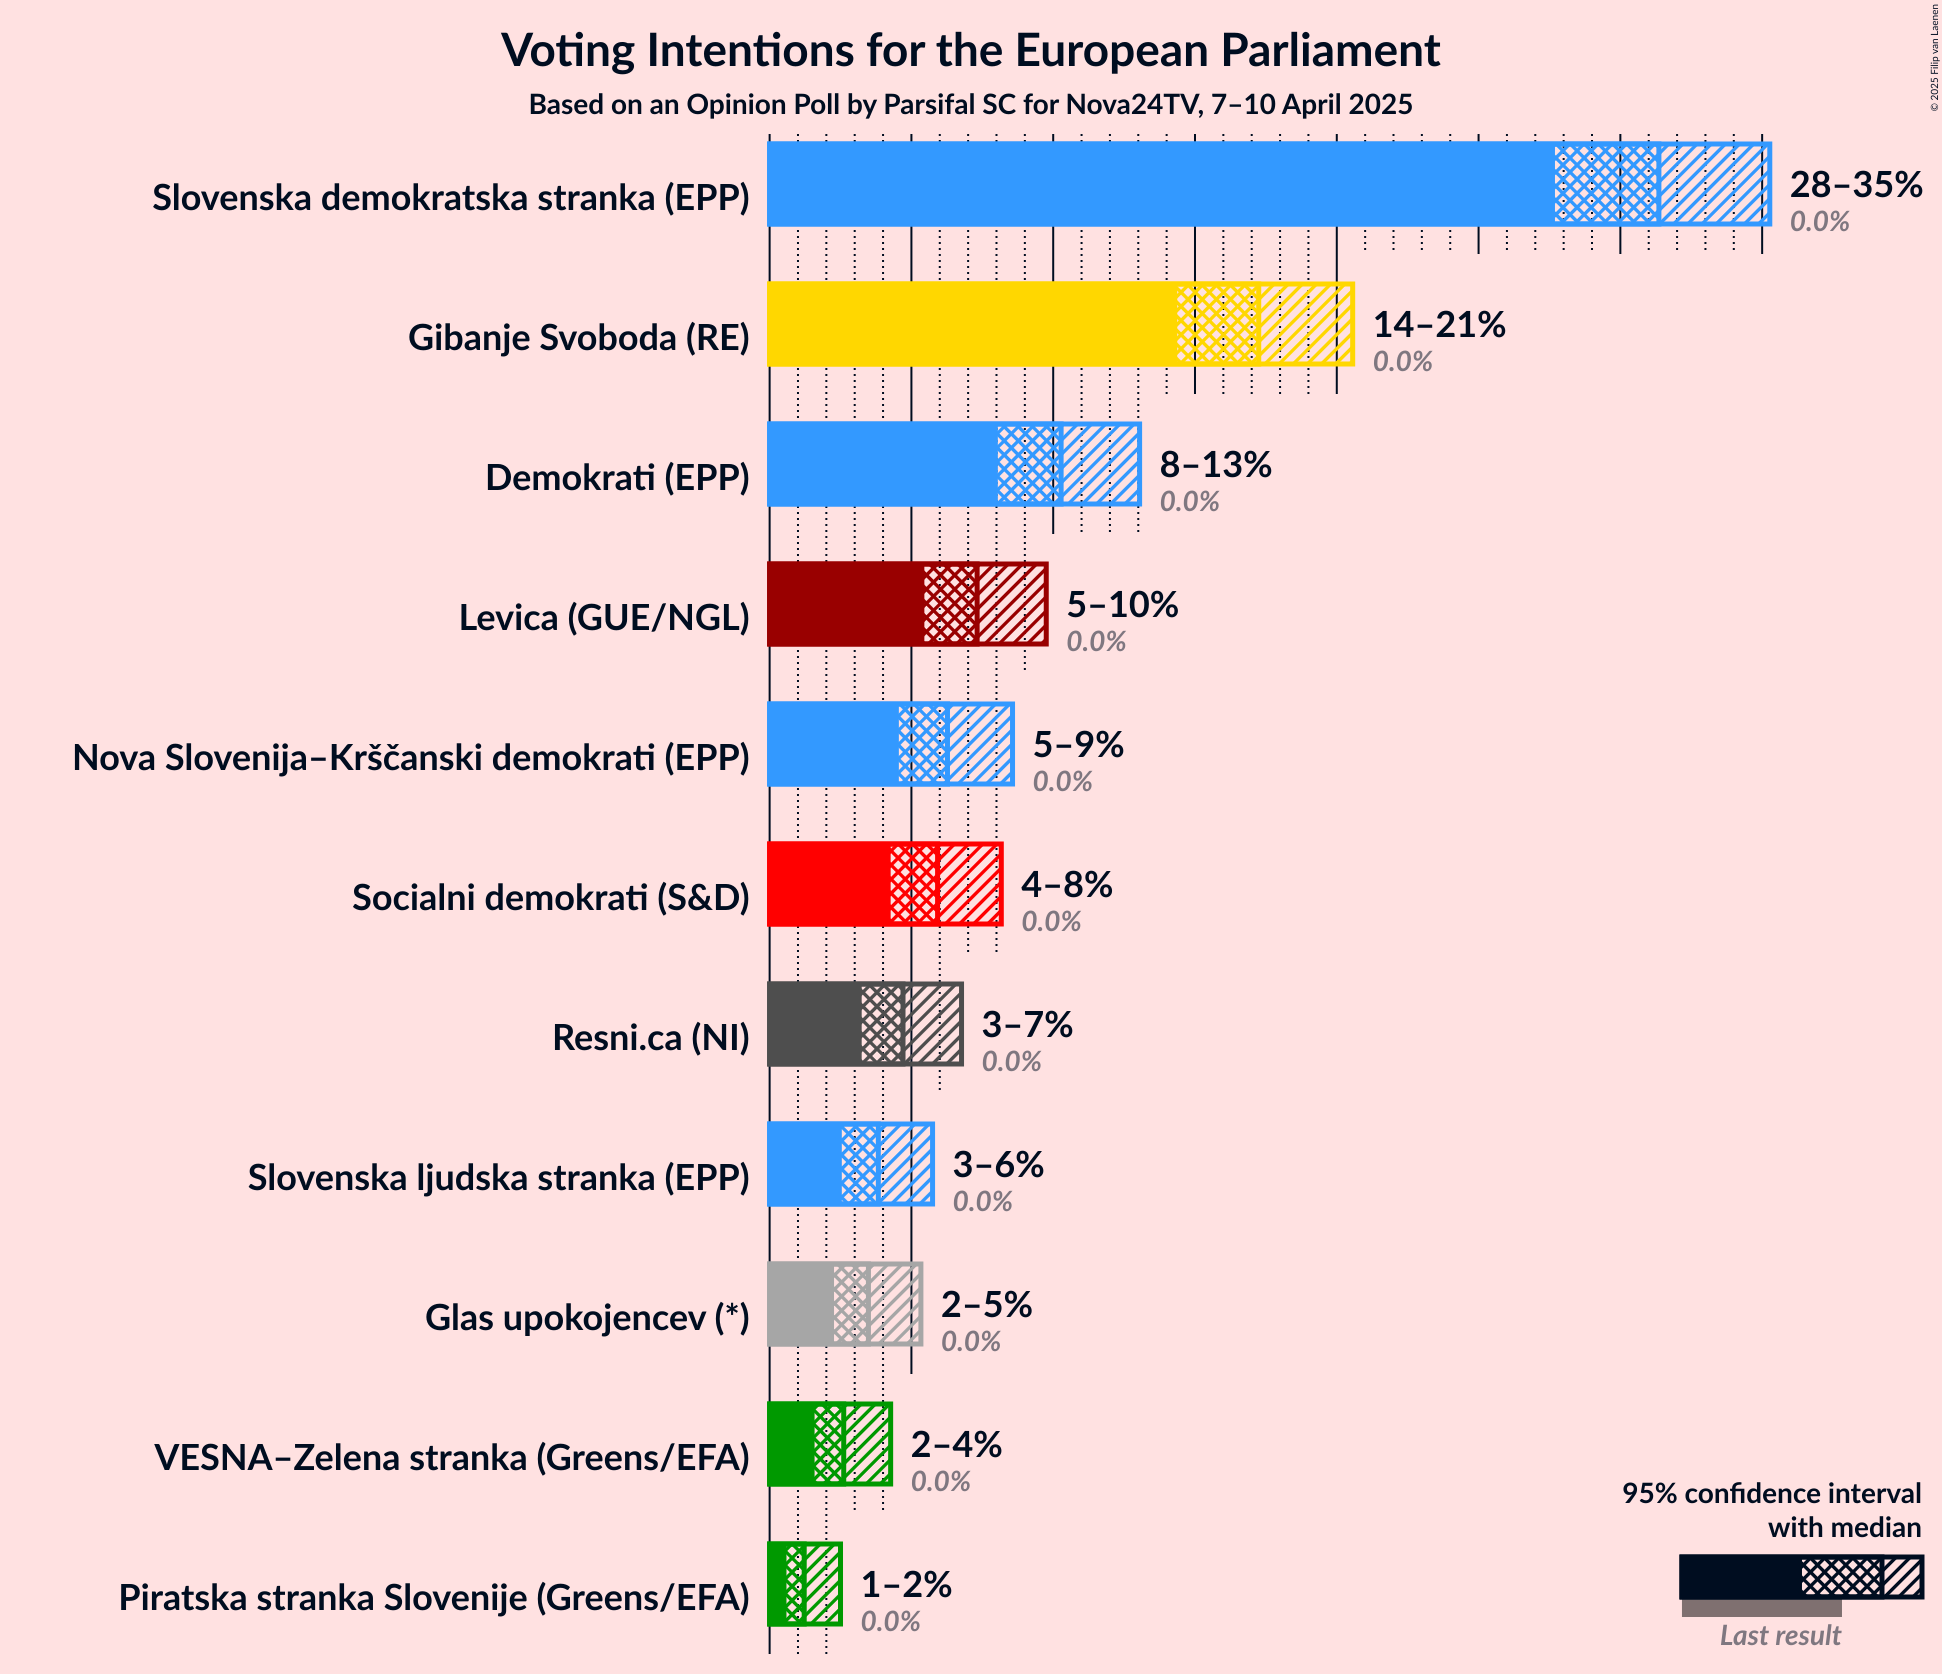 Voting Intentions for the European Parliament
Based on an Opinion Poll by Parsifal SC for Nova24TV, 7–10 April 2025
© 2025 Filip van Laenen
Slovenska demokratska stranka (EPP)
28–35%
0.0%
Gibanje Svoboda (RE)
14–21%
0.0%
Demokrati (EPP)
8–13%
0.0%
Levica (GUE/NGL)
5–10%
0.0%
Nova Slovenija–Krščanski demokrati (EPP)
5–9%
0.0%
Socialni demokrati (S&D)
4–8%
0.0%
Resni.ca (NI)
3–7%
0.0%
Slovenska ljudska stranka (EPP)
3–6%
0.0%
Glas upokojencev (*)
2–5%
0.0%
VESNA–Zelena stranka (Greens/EFA)
2–4%
0.0%
Piratska stranka Slovenije (Greens/EFA)
1–2%
0.0%
95% confidence interval
with median
Last result